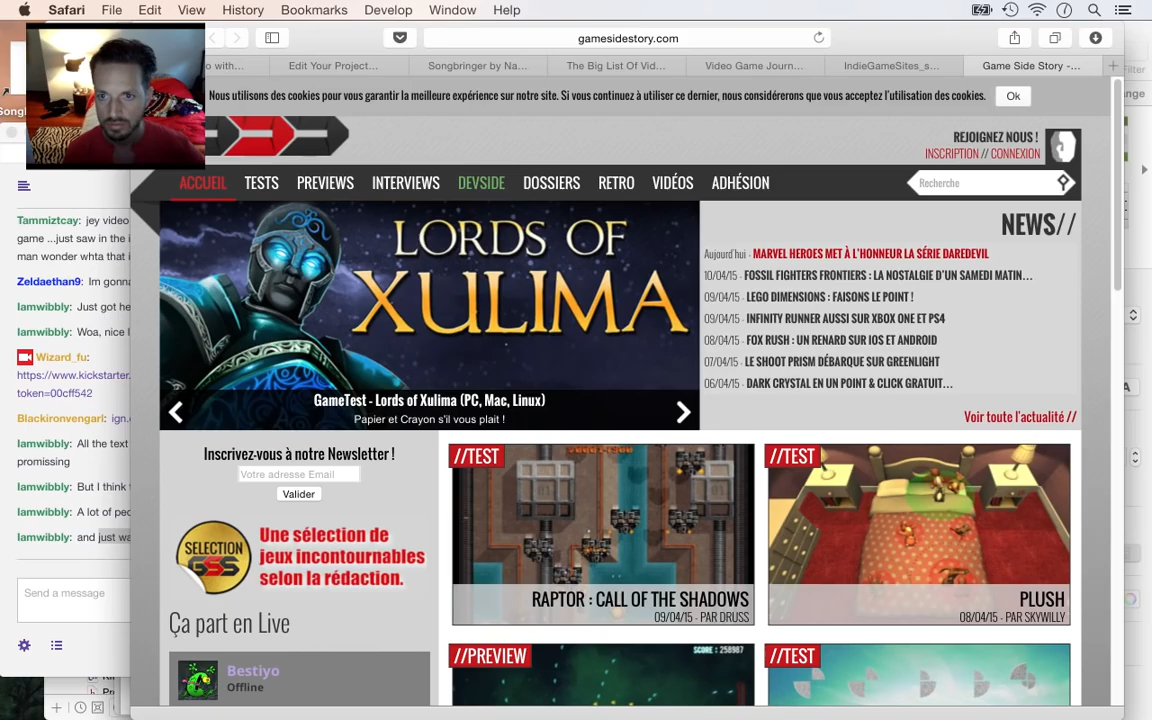 Safari File Edit View History Bookmarks Develop Window Help
gamesidestory.com
o with...
Edit Your Project...
Songbringer by Na...
The Big List Of Vid...
Video Game Journ...
IndieGameSites_s...
Game Side Story -...
Nous utilisons des cookies pour vous garantir la meilleure expérience sur notre site. Si vous continuez à utiliser ce dernier, nous considérerons que vous acceptez l'utilisation des cookies.
Ok
REJOIGNEZ NOUS !
INSCRIPTION // CONNEXION
ACCUEIL TESTS PREVIEWS INTERVIEWS DEVSIDE DOSSIERS RETRO VIDÉOS ADHÉSION
Recherche
LORDS OF
XULIMA
GameTest - Lords of Xulima (PC, Mac, Linux)
Papier et Crayon s'il vous plait !
NEWS//
Aujourd'hui - MARVEL HEROES MET À L'HONNEUR LA SÉRIE DAREDEVIL
10/04/15 - FOSSIL FIGHTERS FRONTIERS : LA NOSTALGIE D'UN SAMEDI MATIN...
09/04/15 - LEGO DIMENSIONS : FAISONS LE POINT !
09/04/15 - INFINITY RUNNER AUSSI SUR XBOX ONE ET PS4
08/04/15 - FOX RUSH : UN RENARD SUR IOS ET ANDROID
07/04/15 - LE SHOOT PRISM DÉBARQUE SUR GREENLIGHT
06/04/15 - DARK CRYSTAL EN UN POINT & CLICK GRATUIT...
Voir toute l'actualité //
Inscrivez-vous à notre Newsletter !
Votre adresse Email
Valider
SELECTION
GSS
Une sélection de
jeux incontournables
selon la rédaction.
Ça part en Live
Bestiyo
Offline
//TEST
RAPTOR : CALL OF THE SHADOWS
09/04/15 - PAR DRUSS
//TEST
PLUSH
08/04/15 - PAR SKYWILLY
//PREVIEW
SCORE : 258987
//TEST
Tammiztcay: jey video
game ...just saw in the i
man wonder whta that i
Zeldaethan9: Im gonna
Iamwibbly: Just got he
Iamwibbly: Woa, nice l
Wizard_fu:
https://www.kickstarter.
token=00cff542
Blackironvengarl: ign.c
Iamwibbly: All the text
promissing
Iamwibbly: But I think
Iamwibbly: A lot of peo
Iamwibbly: and just wa
Send a message
Filter
ange